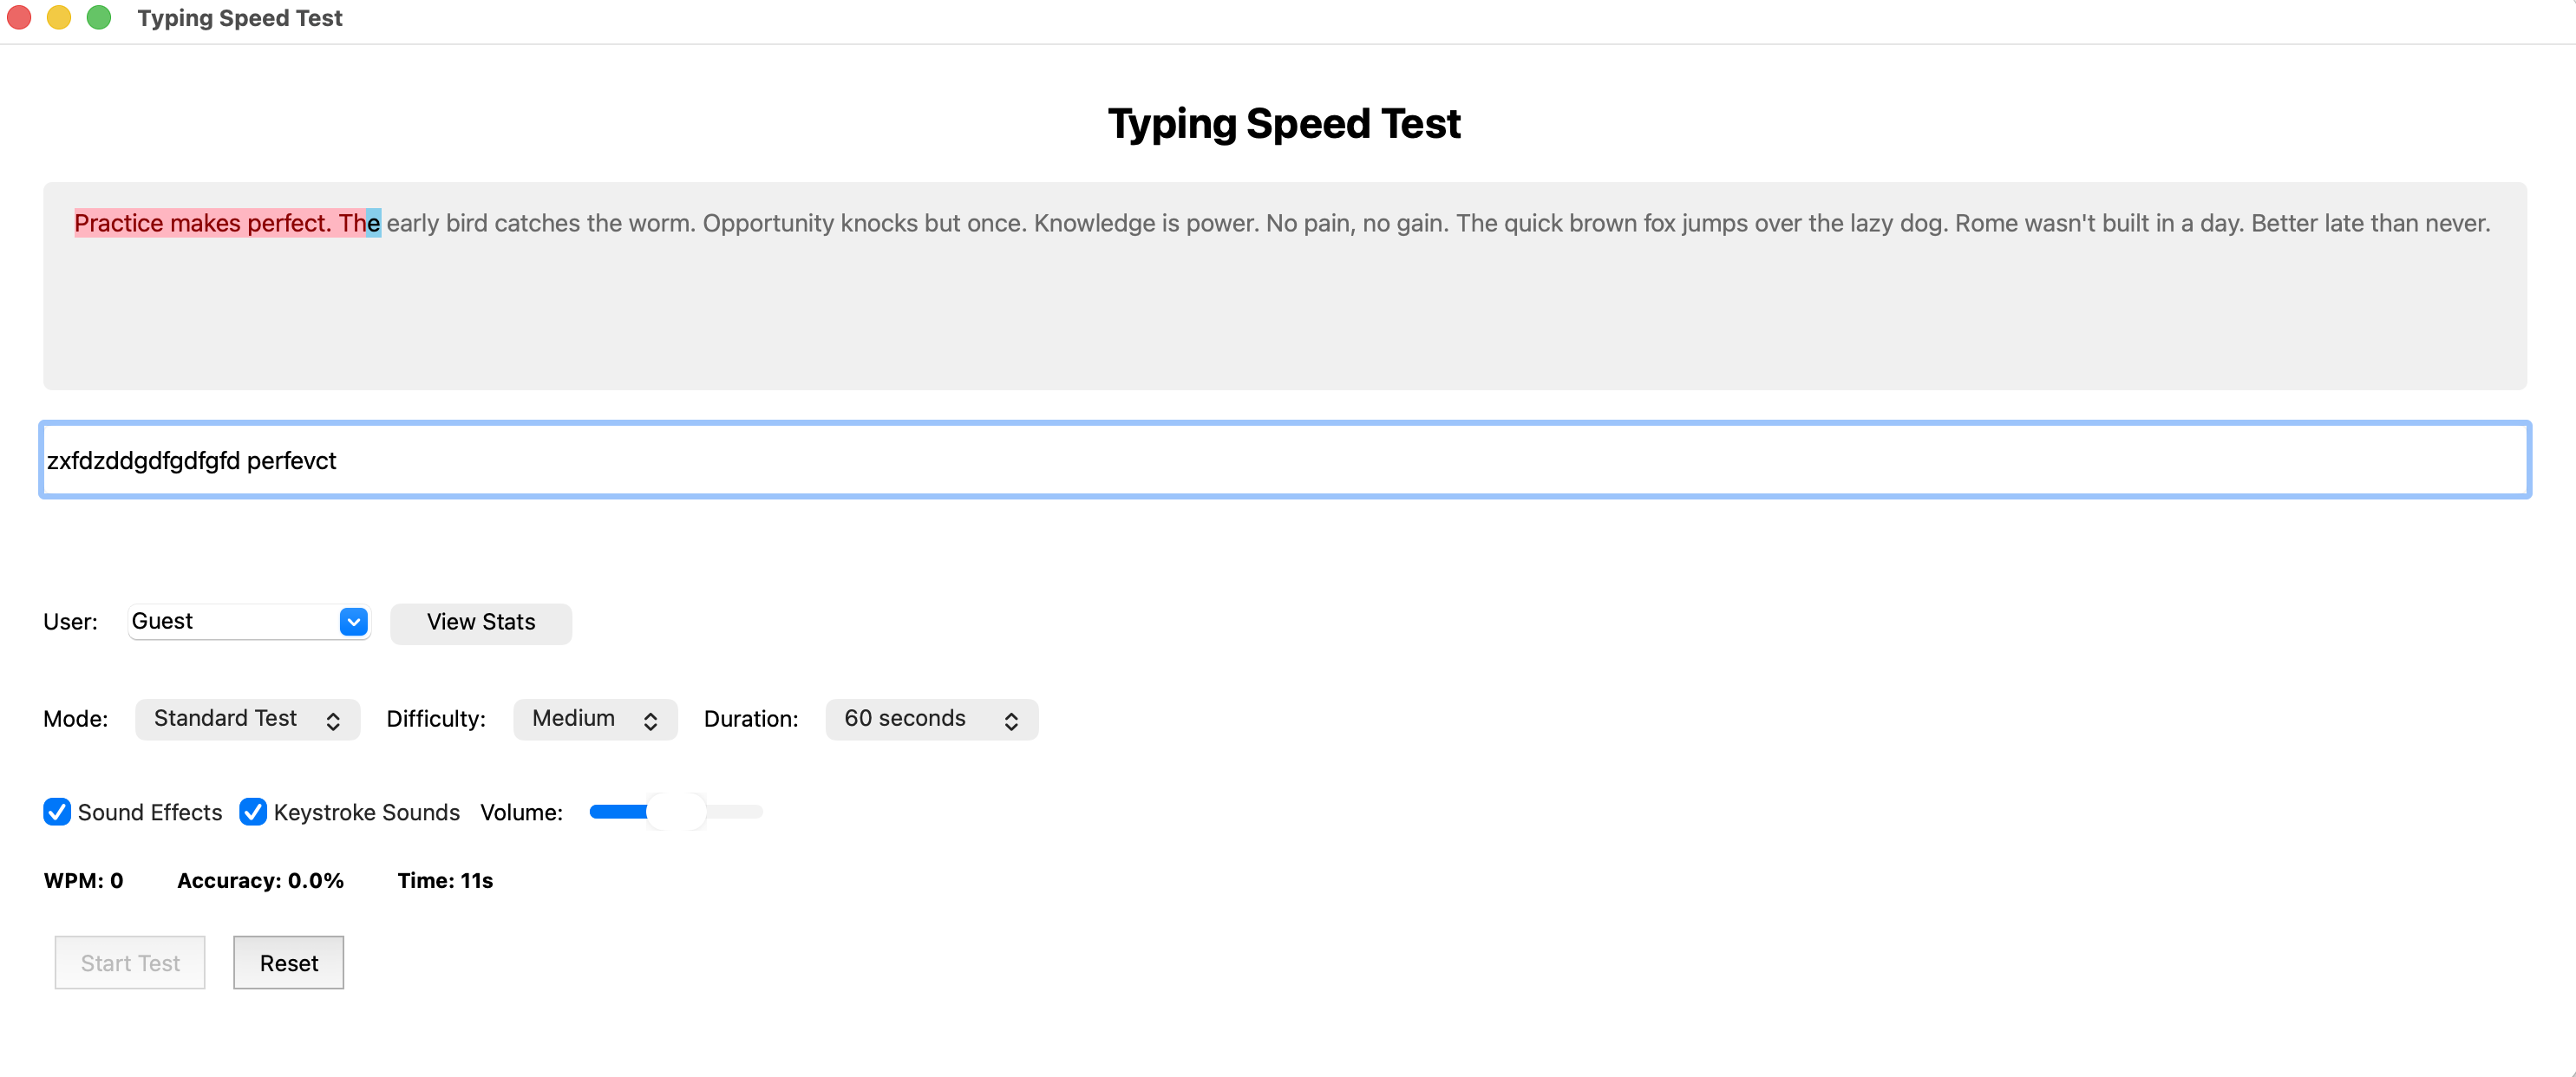 Typing Speed Test
Typing Speed Test
Practice makes perfect. The early bird catches the worm. Opportunity knocks but once. Knowledge is power. No pain, no gain. The quick brown fox jumps over the lazy dog. Rome wasn't built in a day. Better late than never.
zxfdzddgdfgdfgfd perfevct
User: Guest View Stats
Mode: Standard Test Difficulty: Medium Duration: 60 seconds
Sound Effects Keystroke Sounds Volume:
WPM: 0 Accuracy: 0.0% Time: 11s
Start Test Reset